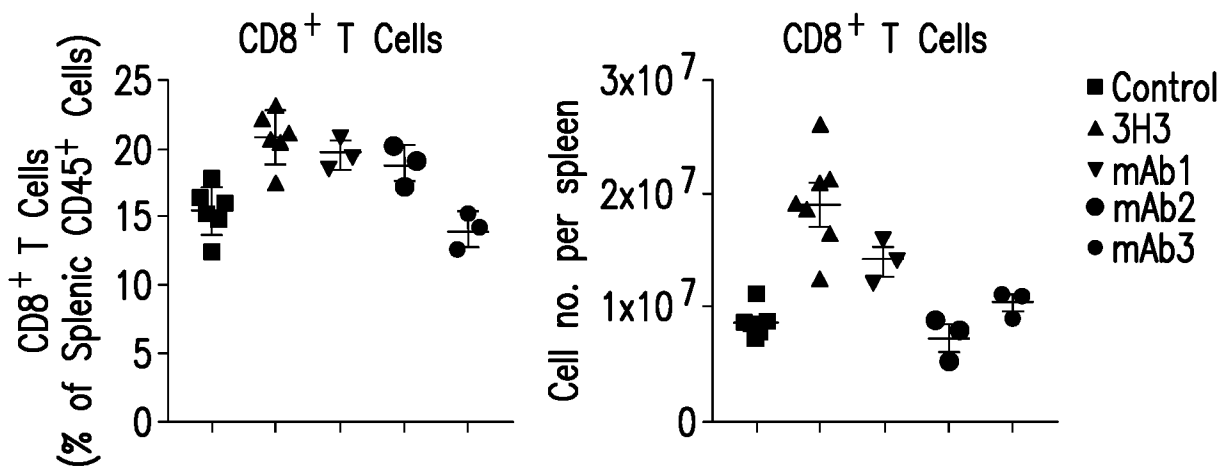 CD8+ T Cells
CD8+ T Cells
(% of Splenic CD45+ Cells)
25
20
15
10
5
0
CD8+ T Cells
Cell no. per spleen
3x10^7
2x10^7
1x10^7
0
Control
3H3
mAb1
mAb2
mAb3